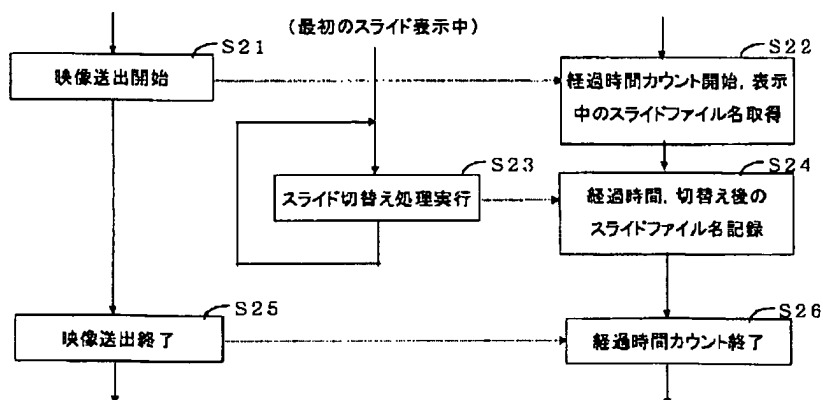 (最初のスライド表示中)
S21
映像送出開始
S22
経過時間カウント開始,表示
中のスライドファイル名取得
S23
スライド切替え処理実行
S24
経過時間,切替え後の
スライドファイル名記録
S25
映像送出終了
S26
経過時間カウント終了